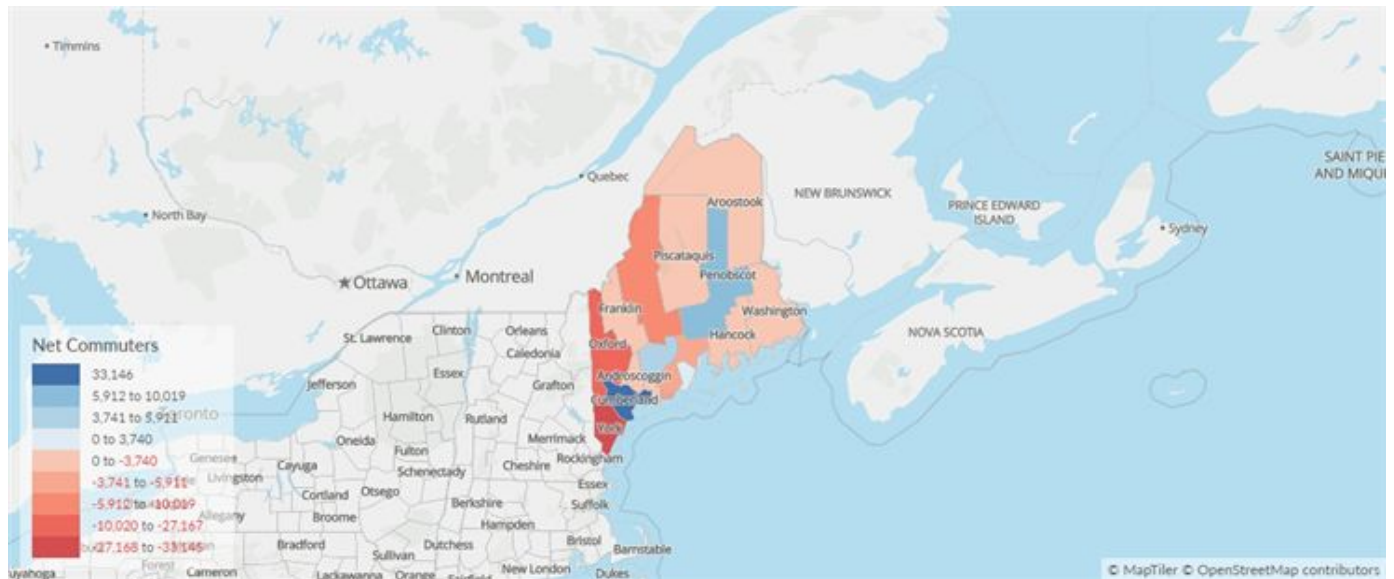 Timmins
Quebec
North Bay
Ottawa
Montreal
NEW BRUNSWICK
PRINCE EDWARD
ISLAND
Sydney
SAINT PIE
AND MIQU
NOVA SCOTIA
Aroostook
Piscataquis
Penobscot
Franklin
Washington
Hancock
Oxford
Androscoggin
Cumberland
York
St. Lawrence
Clinton
Orleans
Caledonia
Essex
Jefferson
Grafton
Hamilton
Rutland
Oneida
Merrimack
Fulton
Schenectady
Cheshire
Rockingham
Genesee
Cayuga
Livingston
Essex
Cortland
Otsego
Berkshire
Suffolk
Allegany
Broome
Hampden
Bradford
Sullivan
Dutchess
Bristol
Barnstable
uyahoga
Forest
Cameron
Lackawanna
Orange
New London
Dukes
Toronto
Net Commuters
33,146
5,912 to 10,019
3,741 to 5,911
0 to 3,740
0 to -3,740
-3,741 to -5,911
-5,912 to -10,019
-10,020 to -27,167
-27,168 to -33,146
© MapTiler © OpenStreetMap contributors